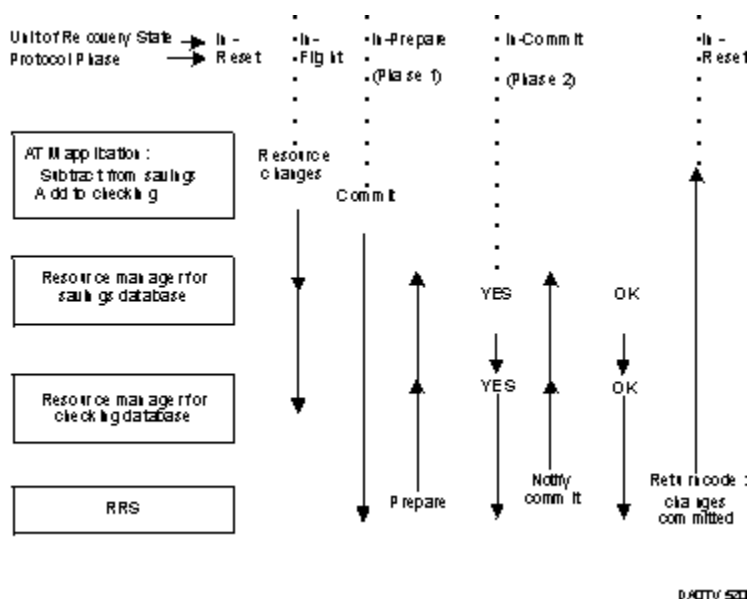 Unit of Recovery State
Protocol Phase
In-
Reset
In-
Flight
In-Prepare
(Phase 1)
In-Commit
(Phase 2)
In-
Reset
ATM application:
Subtract from savings
Add to checking
Resource
changes
Commit
Resource manager for
savings database
YES
OK
Resource manager for
checking database
YES
OK
RRS
Prepare
Notify
commit
Return code:
changes
committed